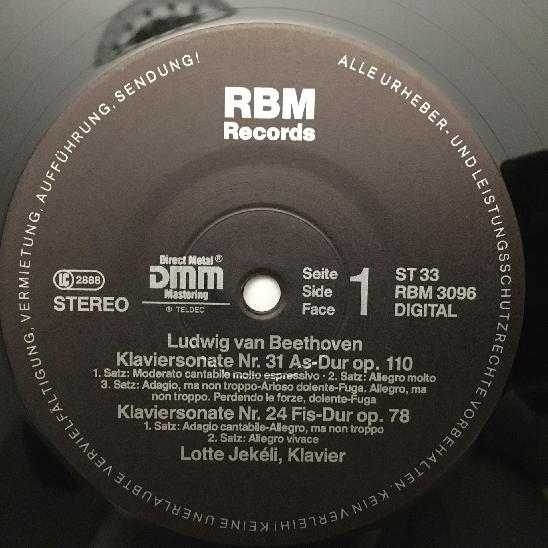 ALLE URHEBER- UND LEISTUNGSSCHUTZRECHTE VORBEHALTEN. KEIN VERLEIH! KEINE UNERLAUBTE VERVIELFÄLTIGUNG, VERMIETUNG, AUFFÜHRUNG, SENDUNG!
RBM
Records
LC 2888
STEREO
Direct Metal®
DMM
Mastering
℗ TELDEC
Seite
Side
Face
1
ST 33
RBM 3096
DIGITAL
Ludwig van Beethoven
Klaviersonate Nr. 31 As-Dur op. 110
1. Satz: Moderato cantabile molto espressivo · 2. Satz: Allegro molto
3. Satz: Adagio, ma non troppo-Arioso dolente-Fuga. Allegro, ma
non troppo. Perdendo le forze, dolente-Fuga
Klaviersonate Nr. 24 Fis-Dur op. 78
1. Satz: Adagio cantabile-Allegro, ma non troppo
2. Satz: Allegro vivace
Lotte Jekéli, Klavier